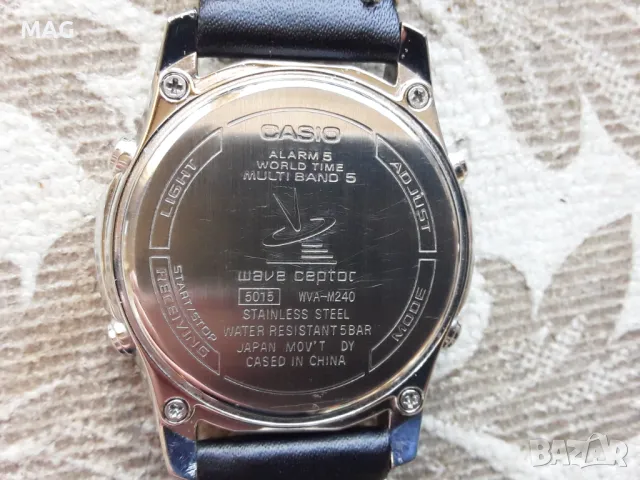 MAG
CASIO
ALARM 5
WORLD TIME
MULTI BAND 5
LIGHT
ADJUST
wave ceptor
5015 WVA-M240
STAINLESS STEEL
WATER RESISTANT 5BAR
JAPAN MOV'T DY
CASED IN CHINA
START/STOP
RECEIVING
MODE
BAZAR